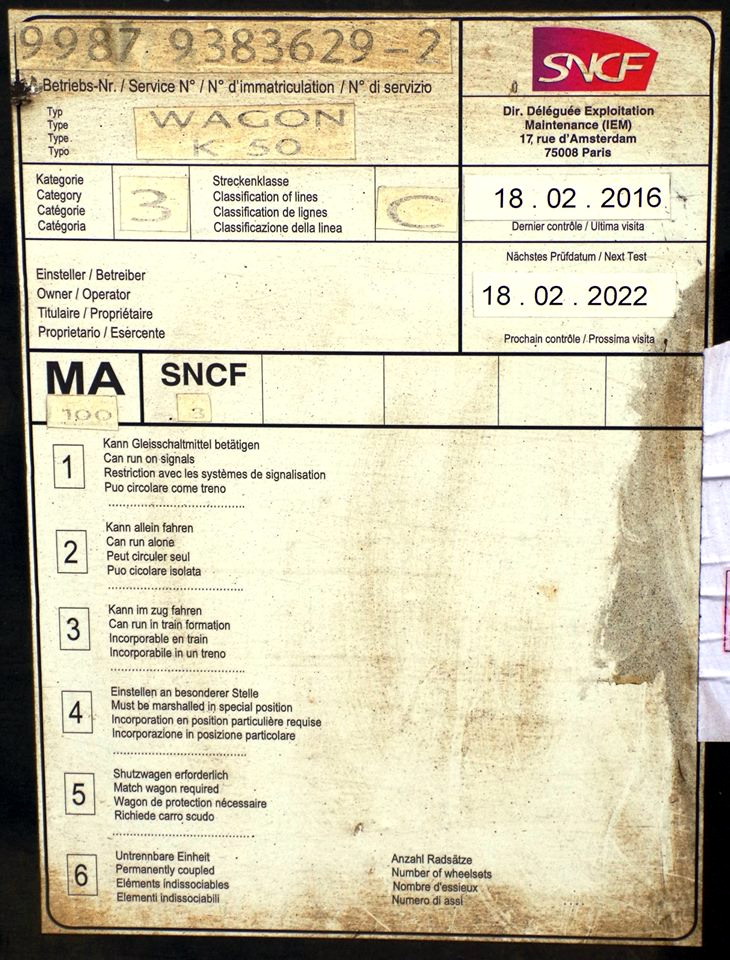 9987 9383629-2
Betriebs-Nr. / Service N° / N° d'immatriculation / N° di servizio
SNCF
Dir. Déléguée Exploitation
Maintenance (IEM)
17, rue d'Amsterdam
75008 Paris
Typ
Type
Type
Typo
WAGON
K 50
Kategorie
Category
Catégorie
Catégoria
3
Streckenklasse
Classification of lines
Classification de lignes
Classificazione della linea
C
18 . 02 . 2016
Dernier contrôle / Ultima visita
Einsteller / Betreiber
Owner / Operator
Titulaire / Propriétaire
Proprietario / Esercente
Nächstes Prüfdatum / Next Test
18 . 02 . 2022
Prochain contrôle / Prossima visita
MA
100
SNCF
3
1
Kann Gleisschaltmittel betätigen
Can run on signals
Restriction avec les systèmes de signalisation
Puo circolare come treno
2
Kann allein fahren
Can run alone
Peut circuler seul
Puo cicolare isolata
3
Kann im zug fahren
Can run in train formation
Incorporable en train
Incorporabile in un treno
4
Einstellen an besonderer Stelle
Must be marshalled in special position
Incorporation en position particulière requise
Incorporazione in posizione particolare
5
Shutzwagen erforderlich
Match wagon required
Wagon de protection nécessaire
Richiede carro scudo
6
Untrennbare Einheit
Permanently coupled
Eléments indissociables
Elementi indissociabili
Anzahl Radsätze
Number of wheelsets
Nombre d'essieux
Numero di assi